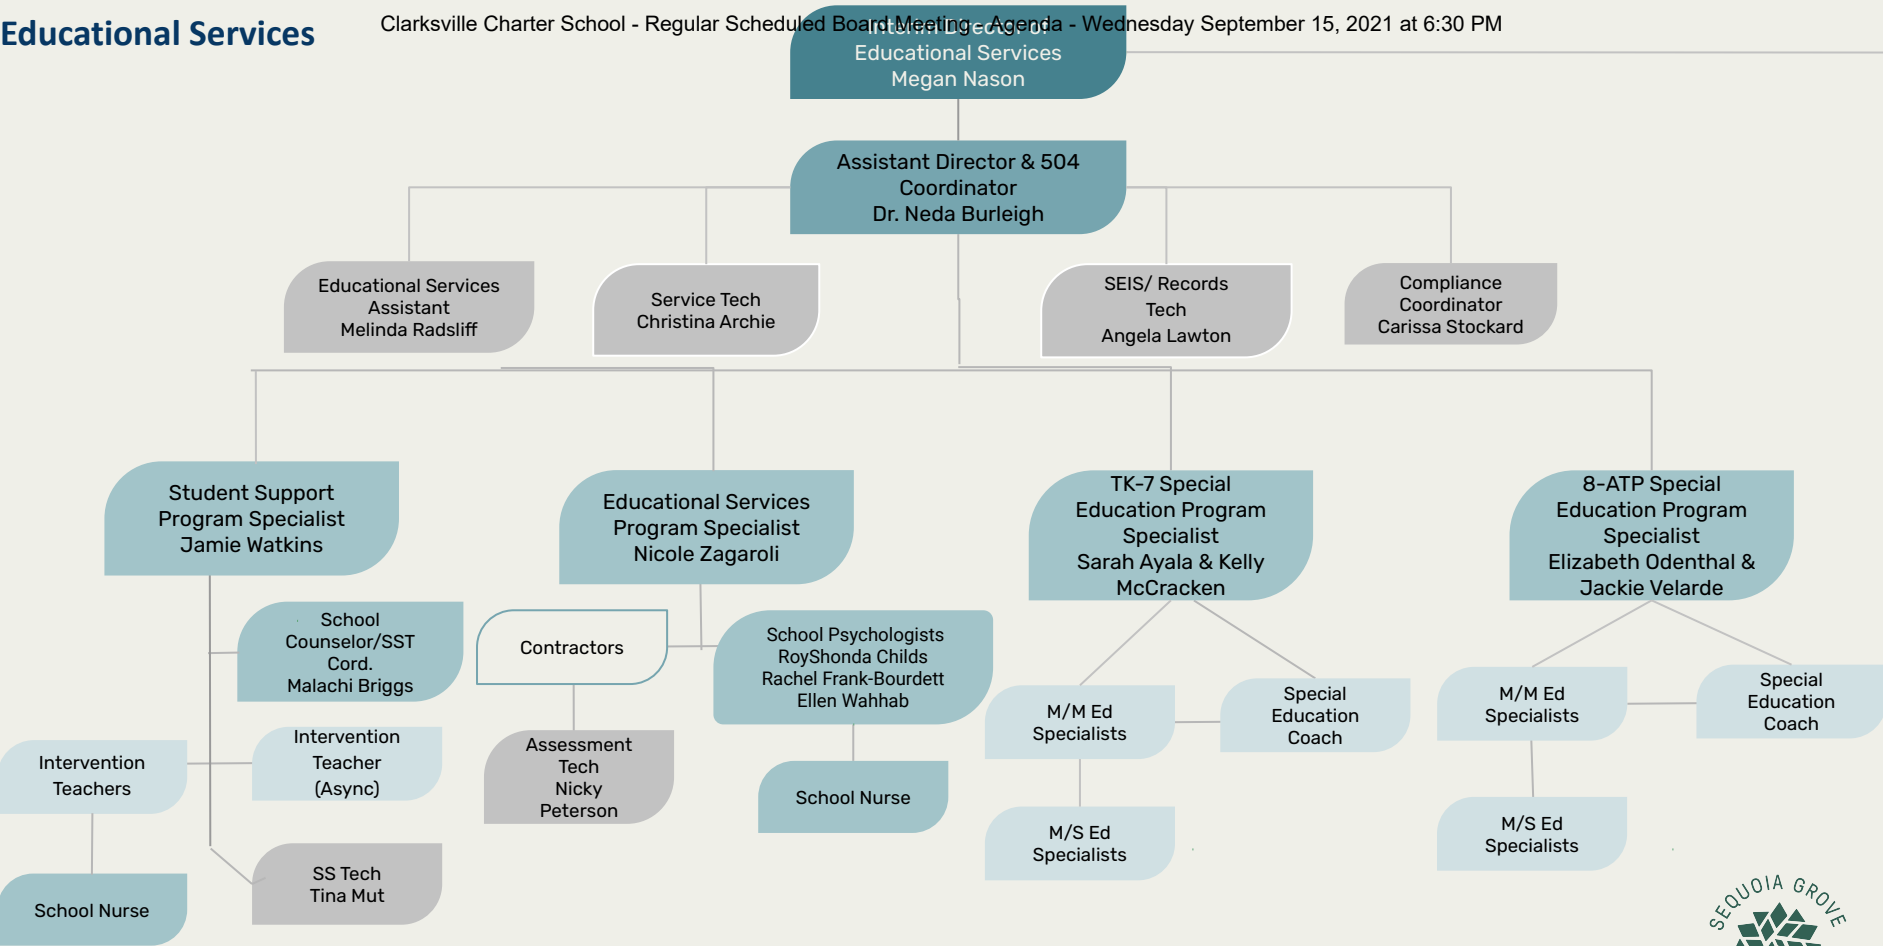 Educational Services
Clarksville Charter School - Regular Scheduled Board Meeting - Agenda - Wednesday September 15, 2021 at 6:30 PM
Interim Director of
Educational Services
Megan Nason
Assistant Director & 504
Coordinator
Dr. Neda Burleigh
Educational Services
Assistant
Melinda Radsliff
Service Tech
Christina Archie
SEIS/ Records
Tech
Angela Lawton
Compliance
Coordinator
Carissa Stockard
Student Support
Program Specialist
Jamie Watkins
Educational Services
Program Specialist
Nicole Zagaroli
TK-7 Special
Education Program
Specialist
Sarah Ayala & Kelly
McCracken
8-ATP Special
Education Program
Specialist
Elizabeth Odenthal &
Jackie Velarde
School
Counselor/SST
Cord.
Malachi Briggs
Contractors
School Psychologists
RoyShonda Childs
Rachel Frank-Bourdett
Ellen Wahhab
M/M Ed
Specialists
Special
Education
Coach
M/M Ed
Specialists
Special
Education
Coach
Intervention
Teachers
Intervention
Teacher
(Async)
Assessment
Tech
Nicky
Peterson
School Nurse
M/S Ed
Specialists
M/S Ed
Specialists
School Nurse
SS Tech
Tina Mut
SEQUOIA GROVE